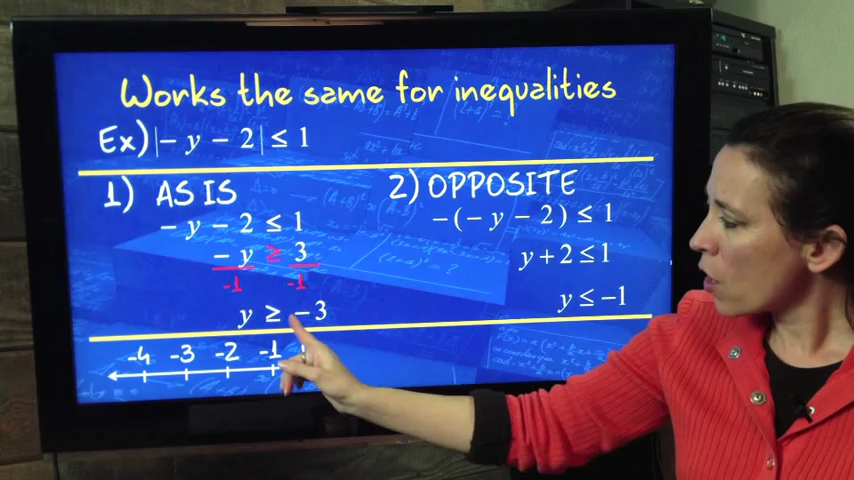 Works the same for inequalities
Ex) |- y - 2| ≤ 1
1) AS IS
- y - 2 ≤ 1
- y ≥ 3
-1 -1
y ≥ -3
2) OPPOSITE
-(- y - 2) ≤ 1
y + 2 ≤ 1
y ≤ -1
-4 -3 -2 -1